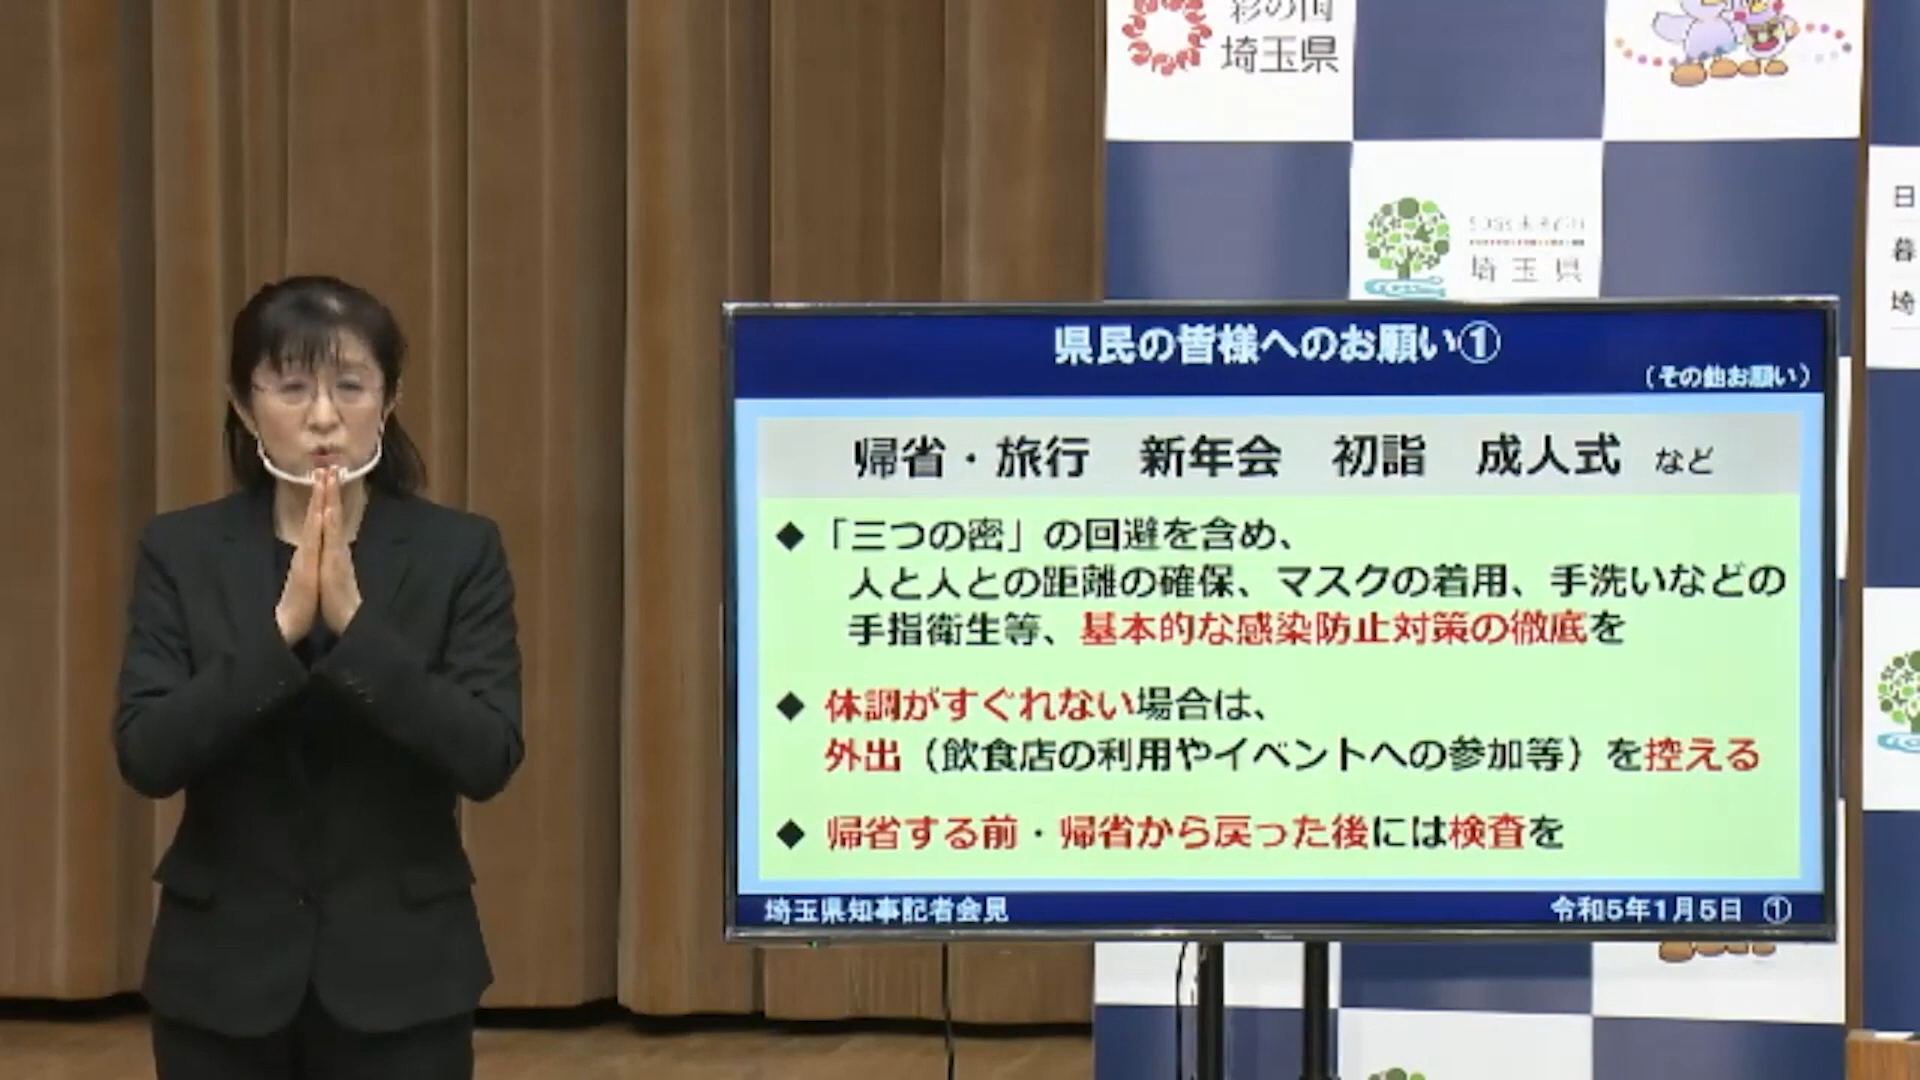 彩の国
埼玉県
埼玉県
日
暮
埼
県民の皆様へのお願い①
（その他お願い）
帰省・旅行　新年会　初詣　成人式　など
◆「三つの密」の回避を含め、
人と人との距離の確保、マスクの着用、手洗いなどの
手指衛生等、基本的な感染防止対策の徹底を
◆ 体調がすぐれない場合は、
外出（飲食店の利用やイベントへの参加等）を控える
◆ 帰省する前・帰省から戻った後には検査を
埼玉県知事記者会見　令和5年1月5日　①